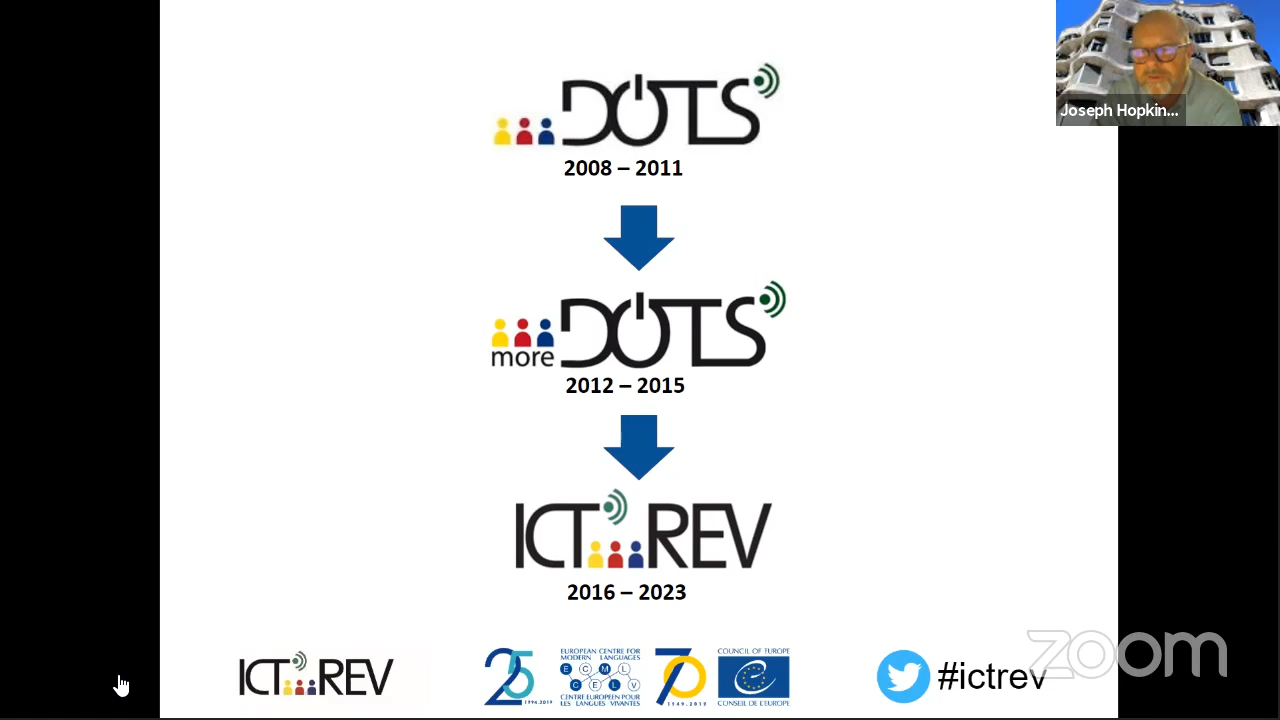 DOTS
2008 – 2011
more DOTS
2012 – 2015
ICT REV
2016 – 2023
Joseph Hopkin...
ICT REV
25
1994.2019
EUROPEAN CENTRE FOR
MODERN LANGUAGES
E C M L
C E L V
CENTRE EUROPEEN POUR
LES LANGUES VIVANTES
70
1949.2019
COUNCIL OF EUROPE
CONSEIL DE L'EUROPE
#ictrev
zoom